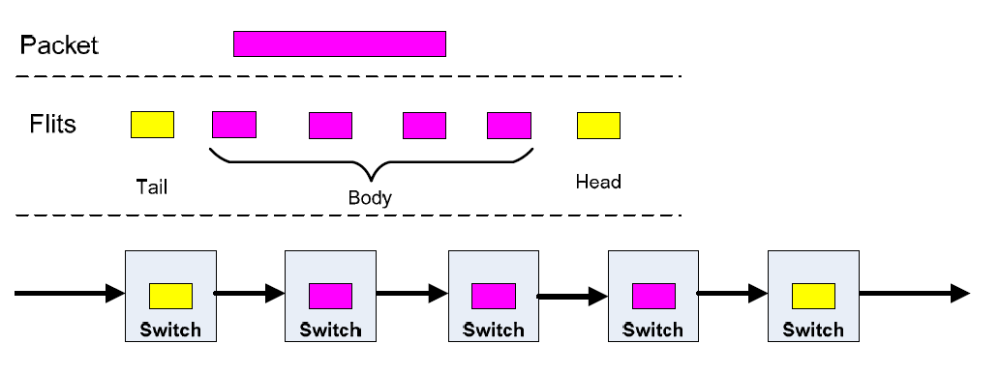 Packet
Flits
Tail
Body
Head
Switch
Switch
Switch
Switch
Switch